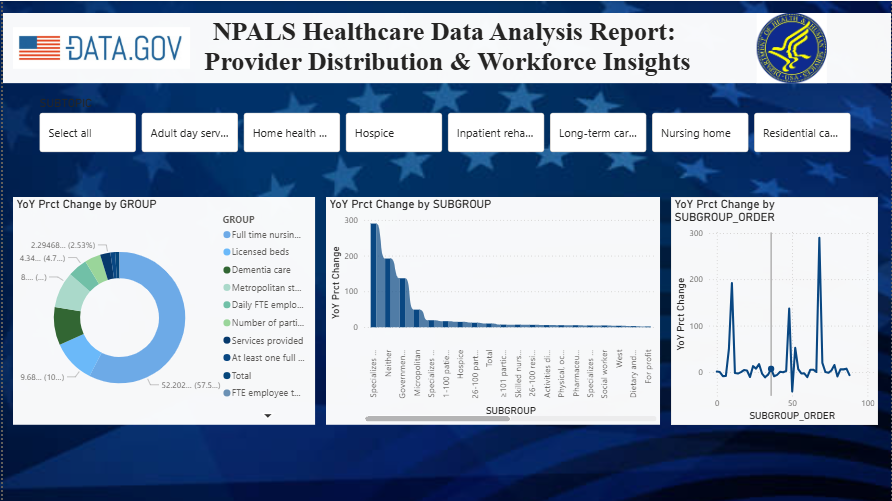 DATA.GOV
NPALS Healthcare Data Analysis Report:
Provider Distribution & Workforce Insights
Select all
Adult day serv...
Home health ...
Hospice
Inpatient reha...
Long-term car...
Nursing home
Residential ca...
YoY Prct Change by GROUP
2.29468... (2.53%)
4.34... (4.7...)
8.... (...)
9.68... (10...)
52.202... (57.5...)
GROUP
Full time nursin...
Licensed beds
Dementia care
Metropolitan st...
Daily FTE emplo...
Number of parti...
Services provided
At least one full ...
Total
FTE employee t...
YoY Prct Change by SUBGROUP
YoY Prct Change
300
200
100
0
Specializes ...
Neither
Governmen...
Micropolitan
Specializes ...
1-100 patie...
Hospice
26-100 part...
Total
≥101 partic...
Skilled nurs...
26-100 resi...
Activities di...
Physical, oc...
Pharmaceu...
Specializes ...
Social worker
West
Dietary and...
For profit
SUBGROUP
YoY Prct Change by
SUBGROUP_ORDER
YoY Prct Change
300
200
100
0
0
50
100
SUBGROUP_ORDER